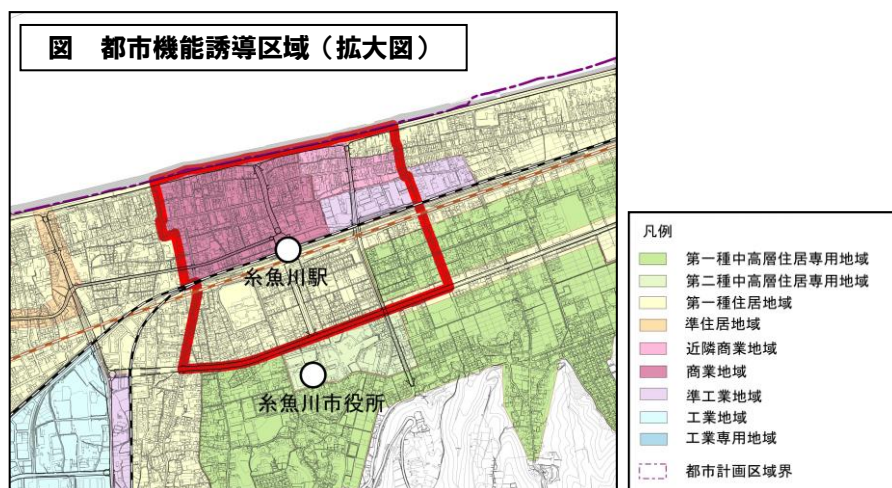 図 都市機能誘導区域（拡大図）
糸魚川駅
糸魚川市役所
凡例
第一種中高層住居専用地域
第二種中高層住居専用地域
第一種住居地域
準住居地域
近隣商業地域
商業地域
準工業地域
工業地域
工業専用地域
都市計画区域界